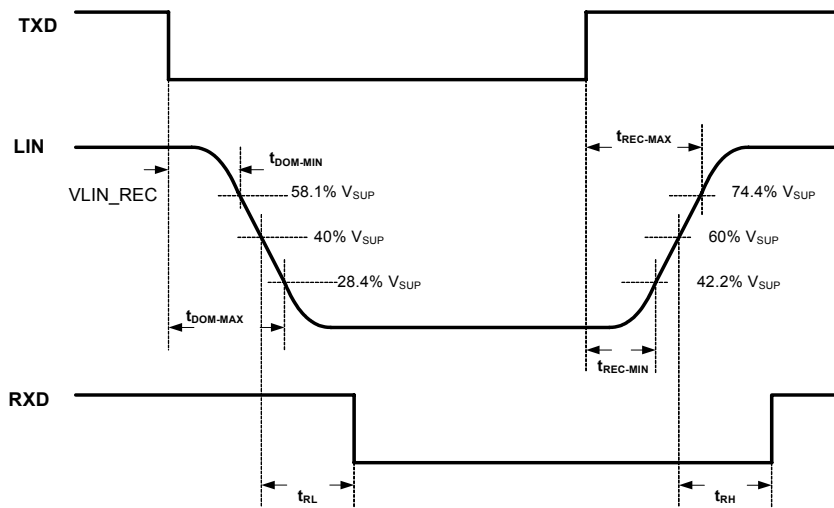 TXD
LIN
tDOM-MIN
tREC-MAX
VLIN_REC
58.1% VSUP
74.4% VSUP
40% VSUP
60% VSUP
28.4% VSUP
42.2% VSUP
tDOM-MAX
tREC-MIN
RXD
tRL
tRH